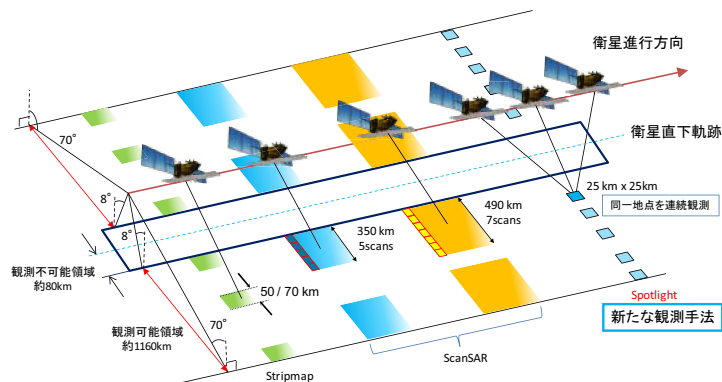 衛星進行方向
70°
衛星直下軌跡
8°
25 km x 25km
同一地点を連続観測
490 km
7scans
350 km
5scans
8°
観測不可能領域
約80km
50 / 70 km
観測可能領域
約1160km
70°
Spotlight
新たな観測手法
ScanSAR
Stripmap